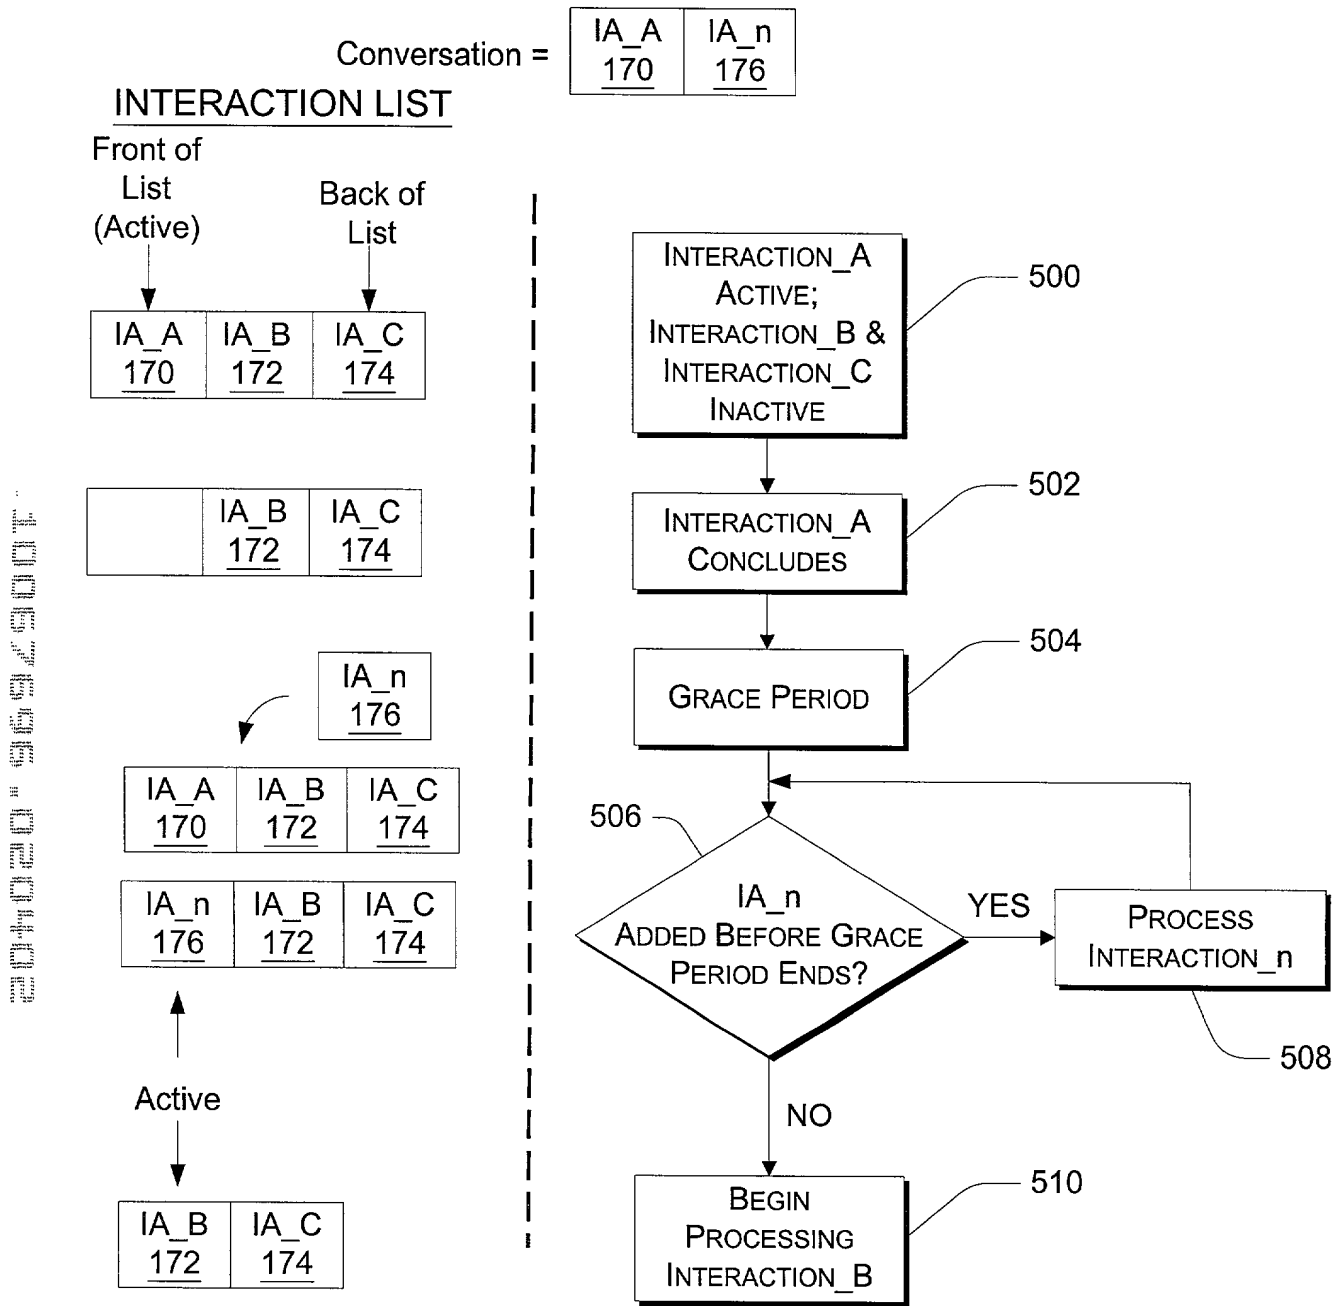 Conversation =
IA_A
170
IA_n
176
INTERACTION LIST
Front of
List
(Active)
Back of
List
IA_A
170
IA_B
172
IA_C
174
IA_B
172
IA_C
174
IA_n
176
IA_A
170
IA_B
172
IA_C
174
IA_n
176
IA_B
172
IA_C
174
Active
IA_B
172
IA_C
174
INTERACTION_A
ACTIVE;
INTERACTION_B &
INTERACTION_C
INACTIVE
500
INTERACTION_A
CONCLUDES
502
GRACE PERIOD
504
506
IA_n
ADDED BEFORE GRACE
PERIOD ENDS?
YES
PROCESS
INTERACTION_n
508
NO
BEGIN
PROCESSING
INTERACTION_B
510
10067696.020402